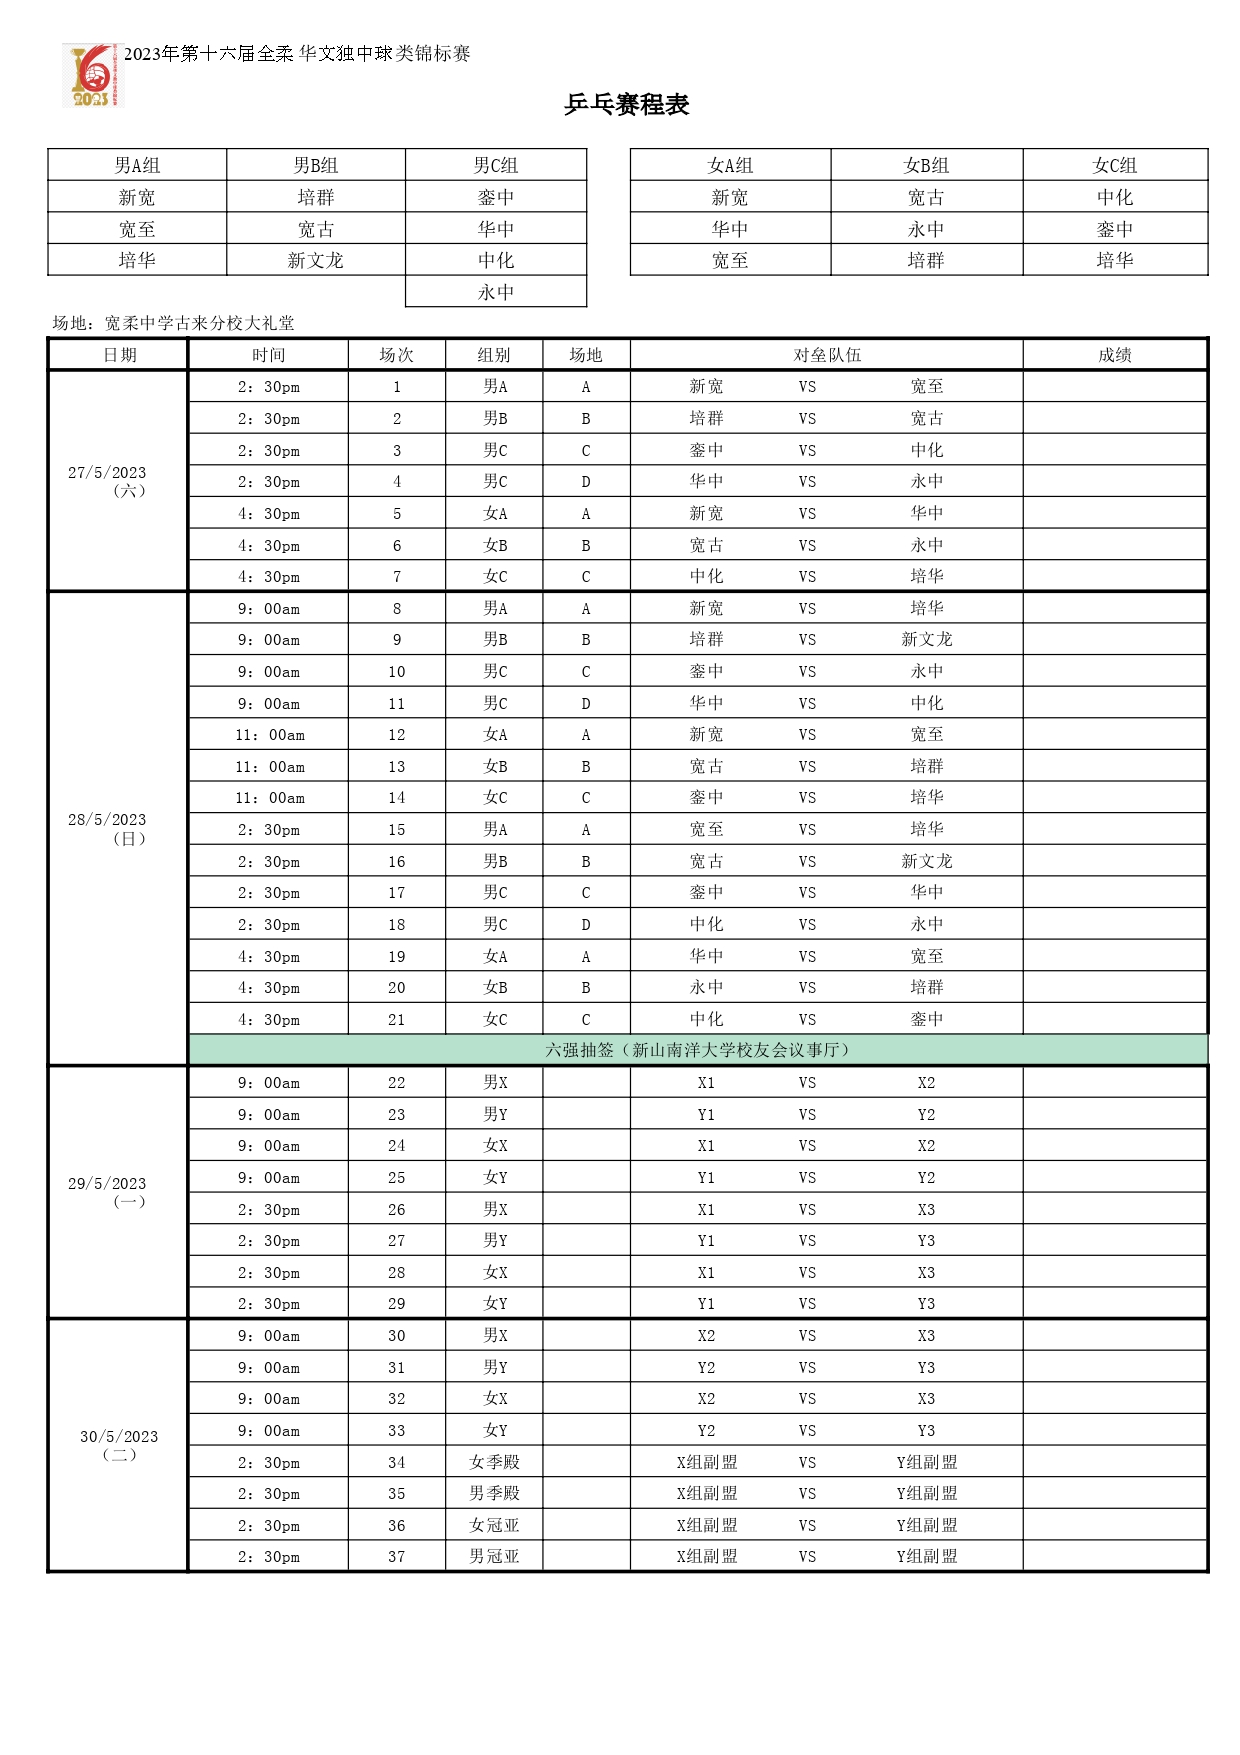 2023年第十六届全柔 华文独中球类锦标赛
2023
乒乓赛程表
男A组 男B组 男C组 女A组 女B组 女C组
新宽 培群 銮中 新宽 宽古 中化
宽至 宽古 华中 华中 永中 銮中
培华 新文龙 中化 宽至 培群 培华
永中
场地：宽柔中学古来分校大礼堂
日期 时间 场次 组别 场地 对垒队伍 成绩
27/5/2023
（六）
2：30pm 1 男A A 新宽 VS 宽至
2：30pm 2 男B B 培群 VS 宽古
2：30pm 3 男C C 銮中 VS 中化
2：30pm 4 男C D 华中 VS 永中
4：30pm 5 女A A 新宽 VS 华中
4：30pm 6 女B B 宽古 VS 永中
4：30pm 7 女C C 中化 VS 培华
28/5/2023
（日）
9：00am 8 男A A 新宽 VS 培华
9：00am 9 男B B 培群 VS 新文龙
9：00am 10 男C C 銮中 VS 永中
9：00am 11 男C D 华中 VS 中化
11：00am 12 女A A 新宽 VS 宽至
11：00am 13 女B B 宽古 VS 培群
11：00am 14 女C C 銮中 VS 培华
2：30pm 15 男A A 宽至 VS 培华
2：30pm 16 男B B 宽古 VS 新文龙
2：30pm 17 男C C 銮中 VS 华中
2：30pm 18 男C D 中化 VS 永中
4：30pm 19 女A A 华中 VS 宽至
4：30pm 20 女B B 永中 VS 培群
4：30pm 21 女C C 中化 VS 銮中
六强抽签（新山南洋大学校友会议事厅）
29/5/2023
（一）
9：00am 22 男X X1 VS X2
9：00am 23 男Y Y1 VS Y2
9：00am 24 女X X1 VS X2
9：00am 25 女Y Y1 VS Y2
2：30pm 26 男X X1 VS X3
2：30pm 27 男Y Y1 VS Y3
2：30pm 28 女X X1 VS X3
2：30pm 29 女Y Y1 VS Y3
30/5/2023
（二）
9：00am 30 男X X2 VS X3
9：00am 31 男Y Y2 VS Y3
9：00am 32 女X X2 VS X3
9：00am 33 女Y Y2 VS Y3
2：30pm 34 女季殿 X组副盟 VS Y组副盟
2：30pm 35 男季殿 X组副盟 VS Y组副盟
2：30pm 36 女冠亚 X组副盟 VS Y组副盟
2：30pm 37 男冠亚 X组副盟 VS Y组副盟